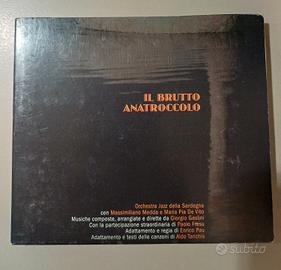 IL BRUTTO
ANATROCCOLO
Orchestra Jazz della Sardegna
con Massimiliano Medda e Maria Pia De Vito
Musiche composte, arrangiate e dirette da Giorgio Gaslini
Con la partecipazione straordinaria di Paolo Fresu
Adattamento e regia di Enrico Pau
Adattamento e testi delle canzoni di Aldo Tanchis
subito